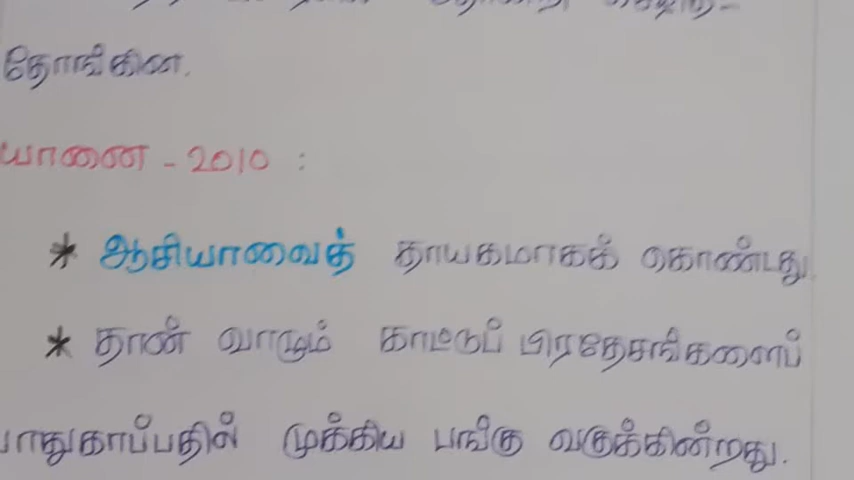 தோங்கின.
யானை - 2010 :
* ஆசியாவைத் தாயகமாகக் கொண்டது.
* தான் வாழும் காட்டுப் பிரதேசங்களைப்
பாதுகாப்பதில் முக்கிய பங்கு வகுக்கின்றது.